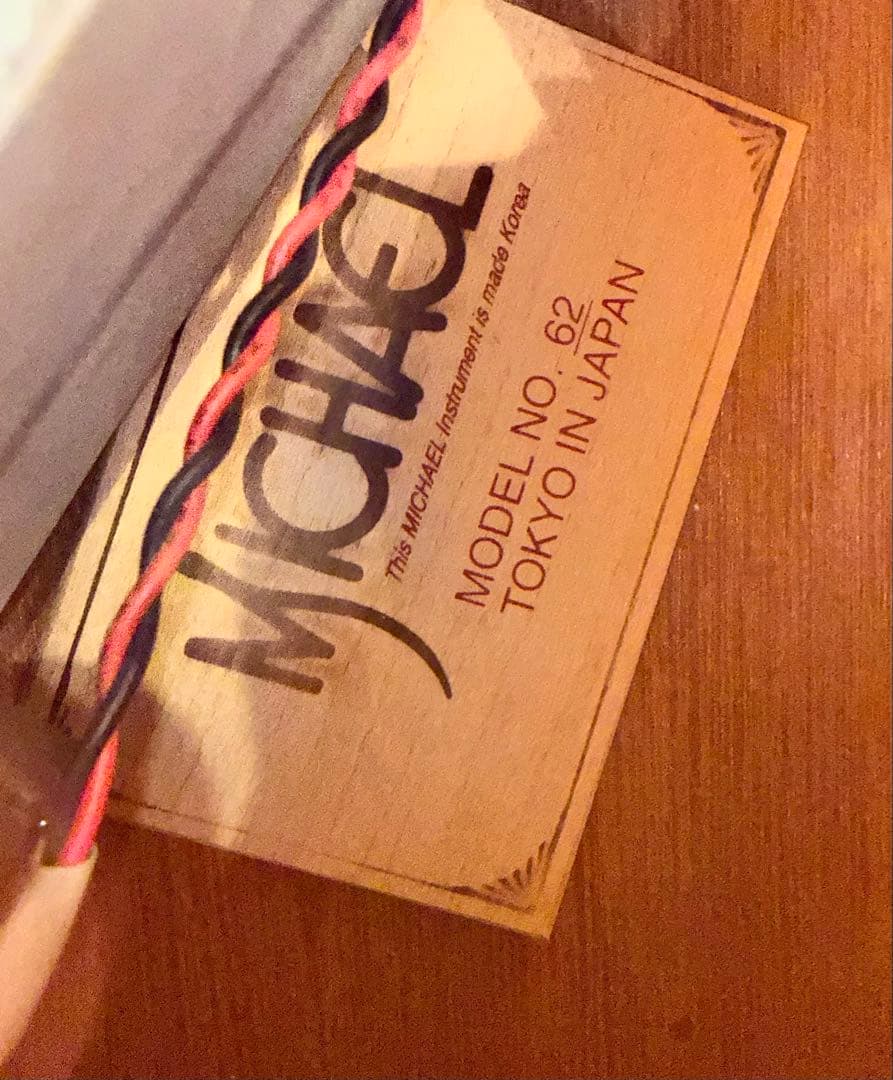 MICHAEL
This MICHAEL Instrument is made Korea
MODEL NO. 62
TOKYO IN JAPAN